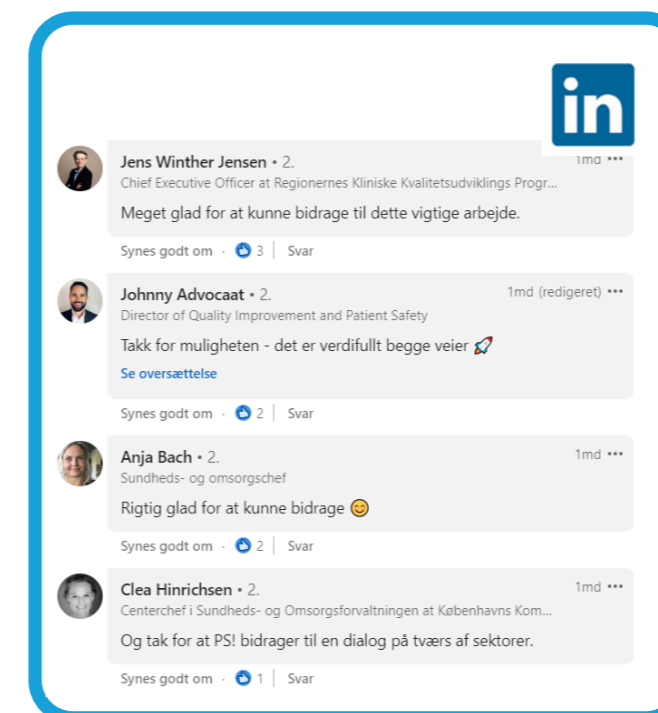 in
Jens Winther Jensen • 2.
1md •••
Chief Executive Officer at Regionernes Kliniske Kvalitetsudviklings Progr...
Meget glad for at kunne bidrage til dette vigtige arbejde.
Synes godt om · 3 | Svar
Johnny Advocaat • 2.
1md (redigeret) •••
Director of Quality Improvement and Patient Safety
Takk for muligheten - det er verdifullt begge veier 🚀
Se oversættelse
Synes godt om · 2 | Svar
Anja Bach • 2.
1md •••
Sundheds- og omsorgschef
Rigtig glad for at kunne bidrage 😊
Synes godt om · 2 | Svar
Clea Hinrichsen • 2.
1md •••
Centerchef i Sundheds- og Omsorgsforvaltningen at Københavns Kom...
Og tak for at PS! bidrager til en dialog på tværs af sektorer.
Synes godt om · 1 | Svar